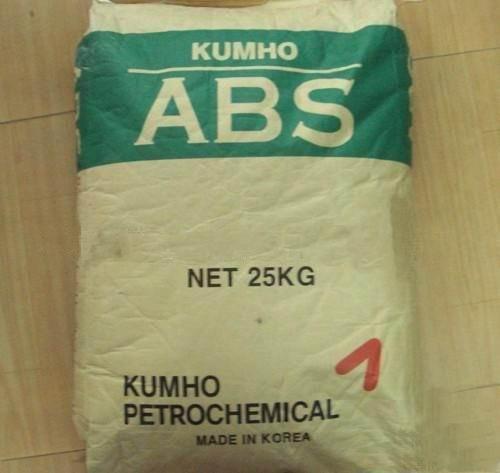 KUMHO
ABS
NET 25KG
KUMHO
PETROCHEMICAL
MADE IN KOREA